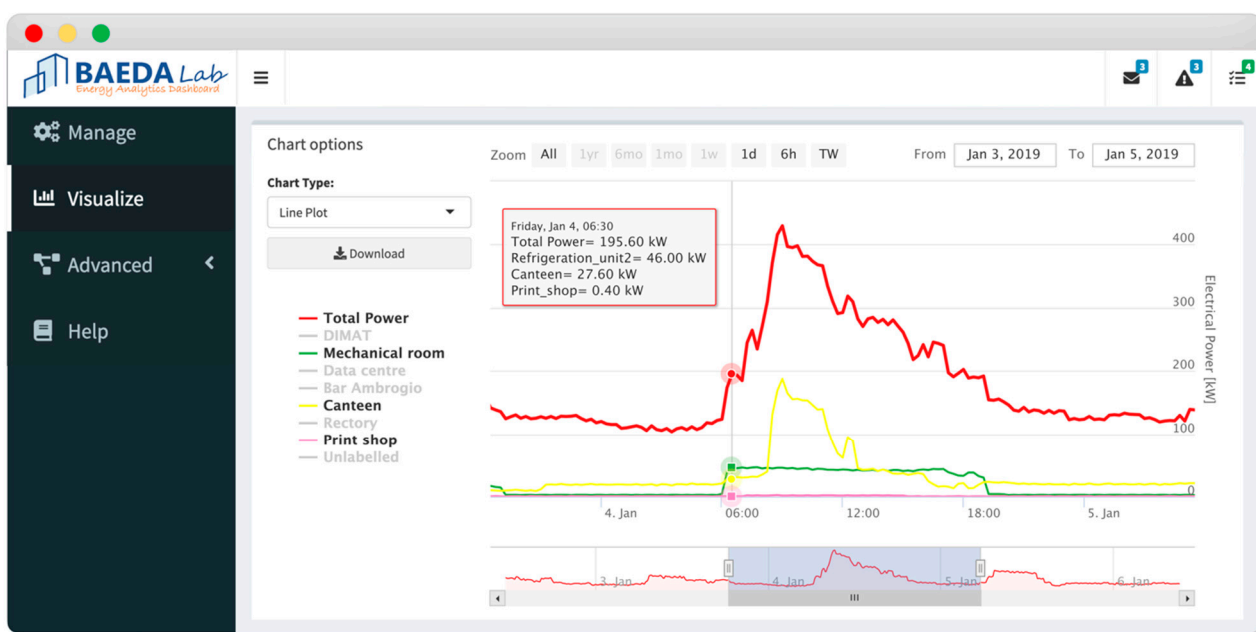 BAEDA Lab
Energy Analytics Dashboard
3
3
4
Manage
Visualize
Advanced
Help
Chart options
Chart Type:
Line Plot
Download
Total Power
DIMAT
Mechanical room
Data centre
Bar Ambrogio
Canteen
Rectory
Print shop
Unlabelled
Zoom All 1yr 6mo 1mo 1w 1d 6h TW From Jan 3, 2019 To Jan 5, 2019
Friday, Jan 4, 06:30
Total Power= 195.60 kW
Refrigeration_unit2= 46.00 kW
Canteen= 27.60 kW
Print_shop= 0.40 kW
400
300
200
100
0
Electrical Power [kW]
4. Jan 06:00 12:00 18:00 5. Jan
3. Jan 4. Jan 5. Jan 6. Jan